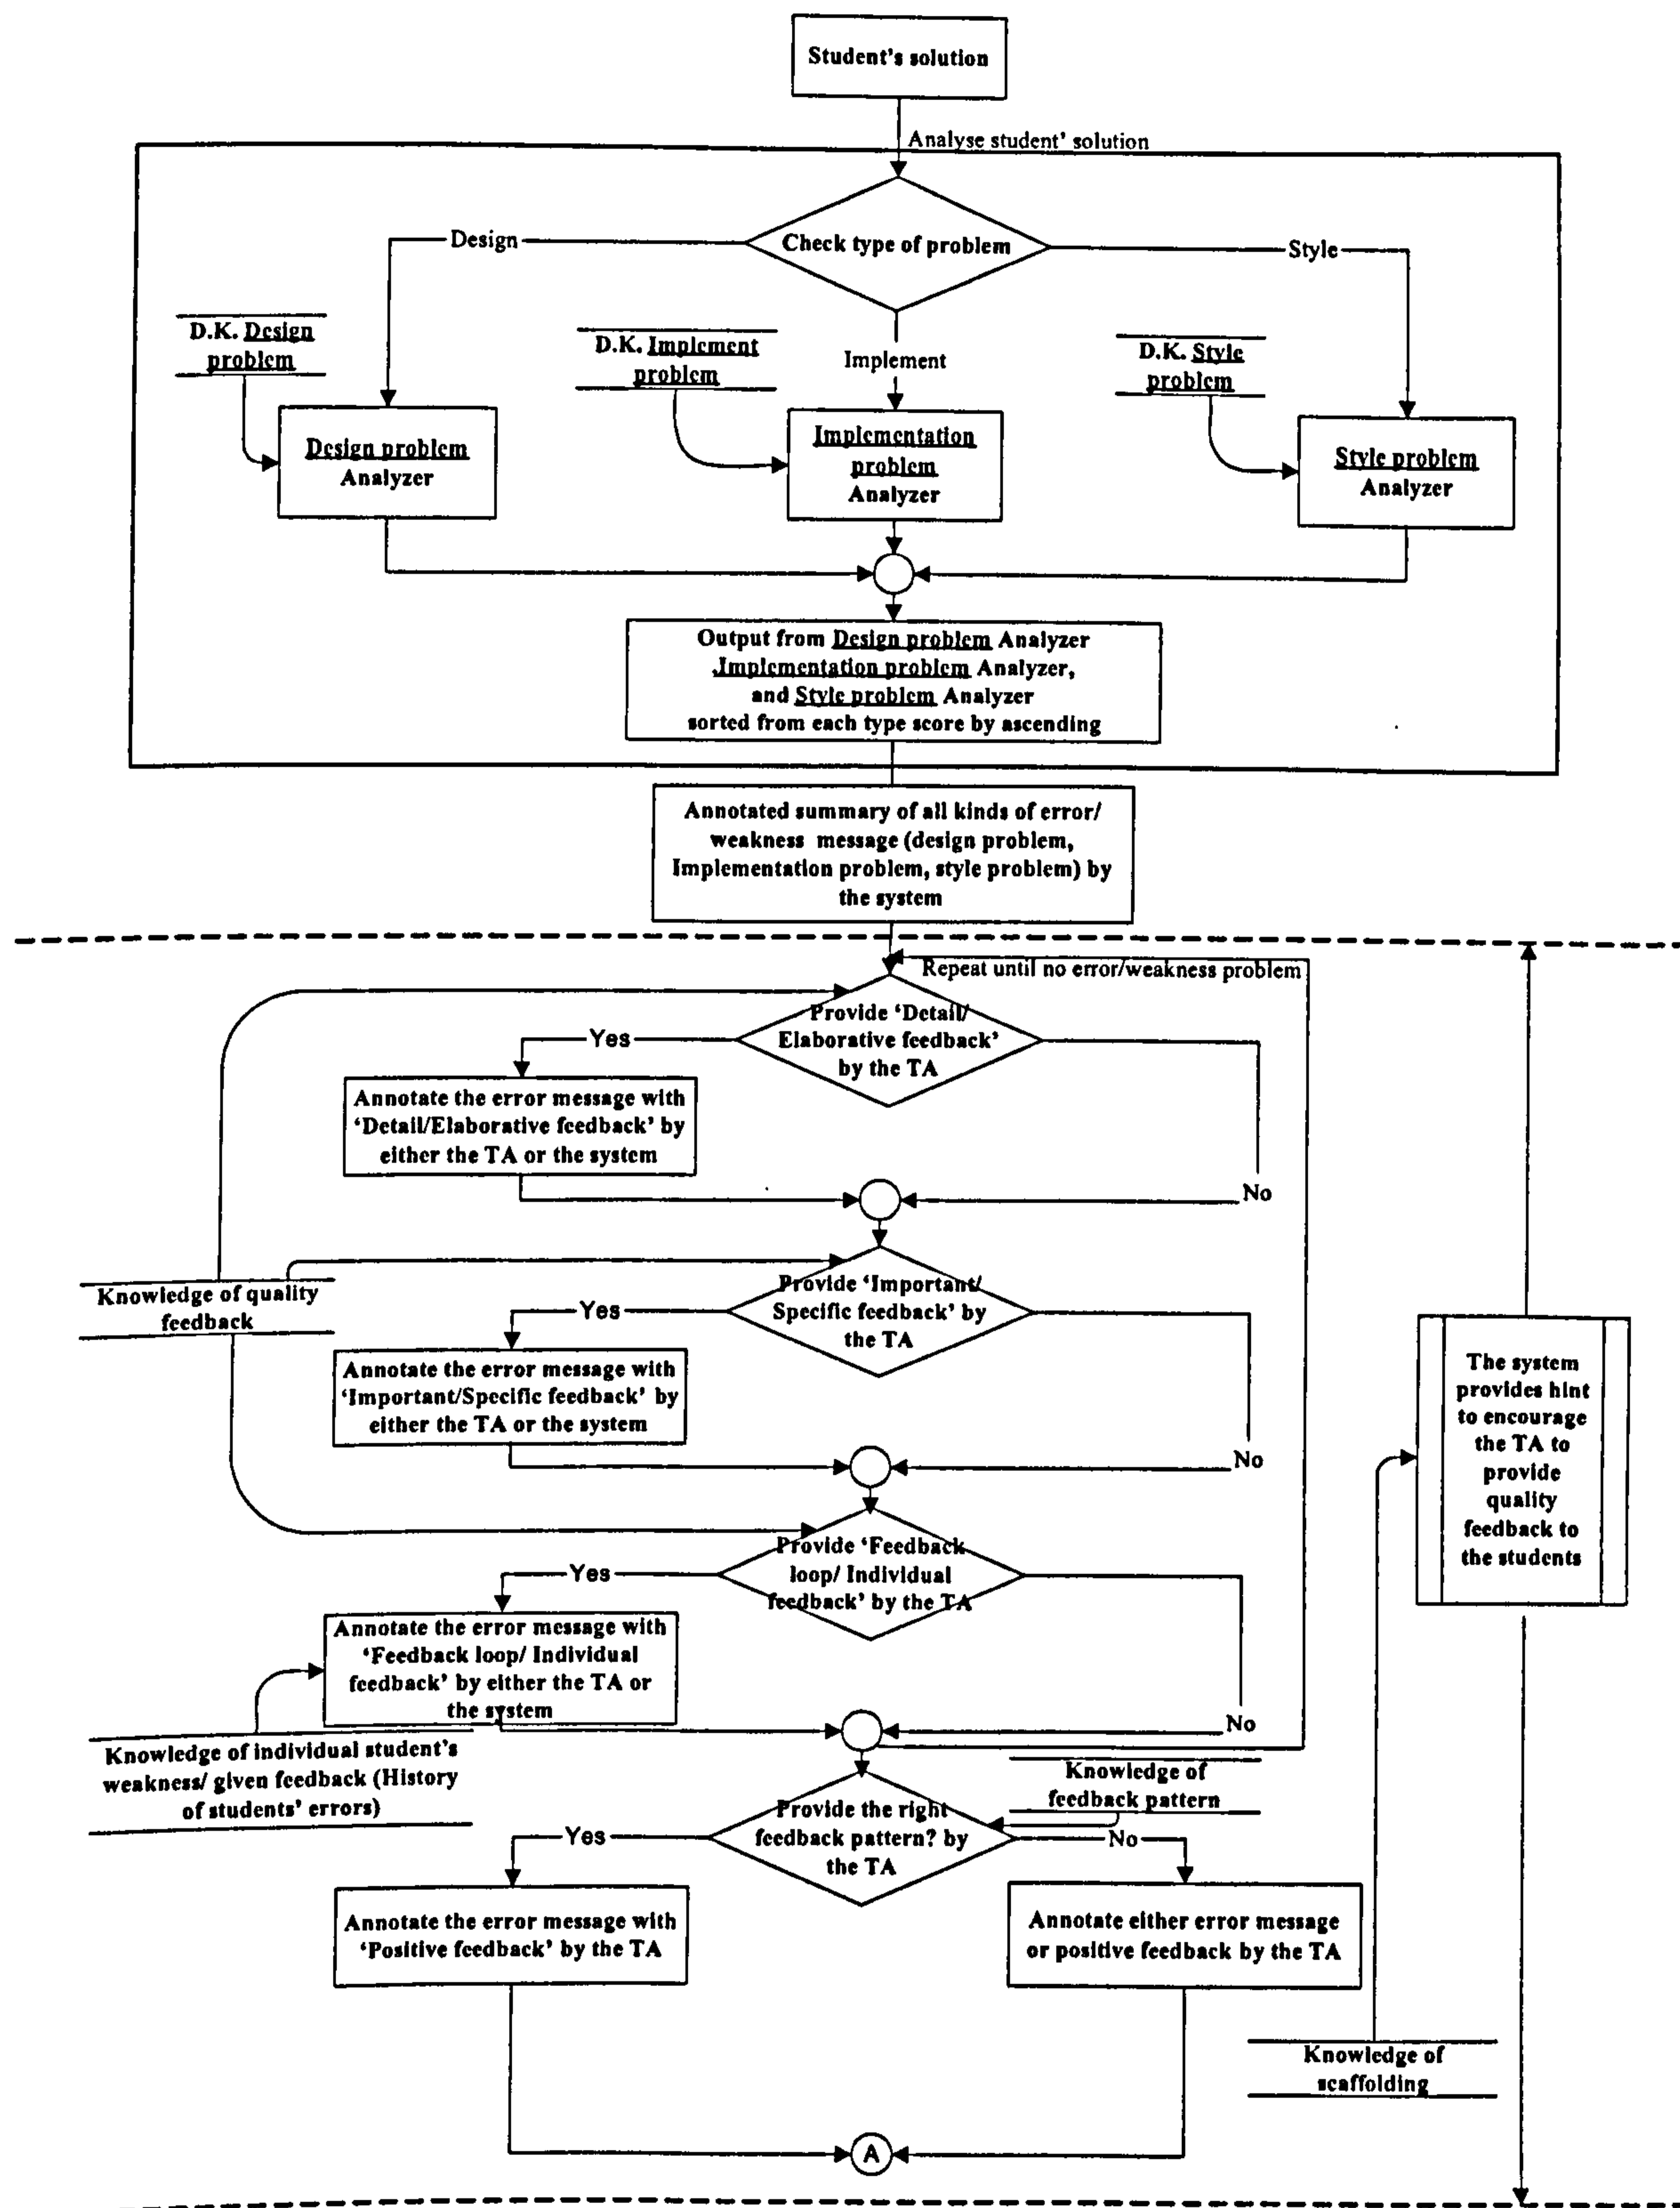 Student's solution
Analyse student' solution
Check type of problem
Design
Style
Implement
D.K. Design
problem
D.K. Implement
problem
D.K. Style
problem
Design problem
Analyzer
Implementation
problem
Analyzer
Style problem
Analyzer
Output from Design problem Analyzer
,Implementation problem Analyzer,
and Style problem Analyzer
sorted from each type score by ascending
Annotated summary of all kinds of error/
weakness message (design problem,
Implementation problem, style problem) by
the system
Repeat until no error/weakness problem
Provide ‘Detail/
Elaborative feedback’
by the TA
Yes
Annotate the error message with
‘Detail/Elaborative feedback’ by
either the TA or the system
No
Knowledge of quality
feedback
Provide ‘Important/
Specific feedback’ by
the TA
Yes
Annotate the error message with
‘Important/Specific feedback’ by
either the TA or the system
No
The system
provides hint
to encourage
the TA to
provide
quality
feedback to
the students
Provide ‘Feedback
loop/ Individual
feedback’ by the TA
Yes
Annotate the error message with
‘Feedback loop/ Individual
feedback’ by either the TA or
the system
No
Knowledge of individual student's
weakness/ given feedback (History
of students' errors)
Knowledge of
feedback pattern
Provide the right
feedback pattern? by
the TA
Yes
No
Annotate the error message with
‘Positive feedback’ by the TA
Annotate either error message
or positive feedback by the TA
Knowledge of
scaffolding
A